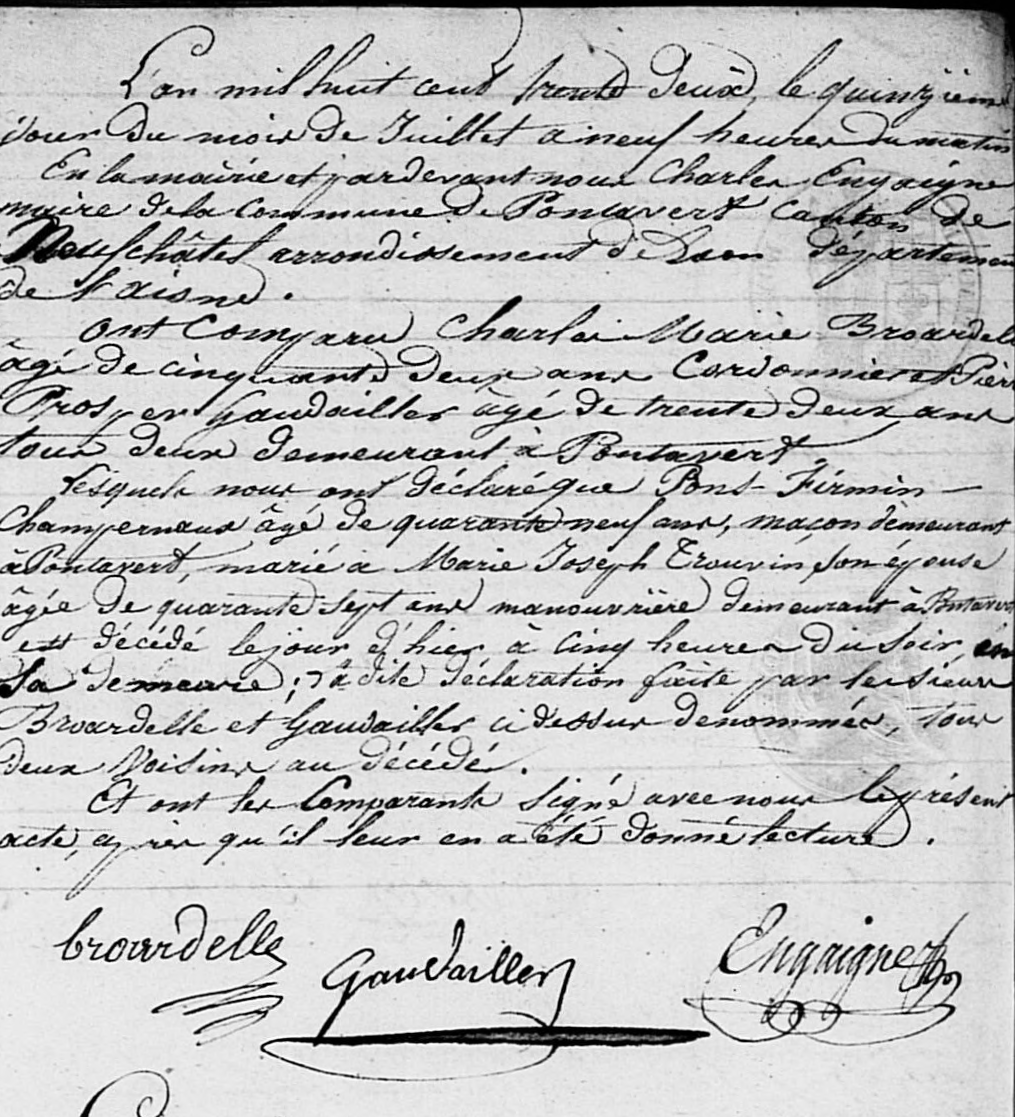 L'an mil huit cent trente deux, le quinzième
jour du mois de Juillet a neuf heures du matin
En la mairie et pardevant nous Charles Engaigne
maire de la commune de Pontavert canton de
Neufchâtel arrondissement de Laon département
de l'aisne.
ont comparu Charles Marie Broardelle
âgé de cinquante deux ans Cordonnier et Pierre
Prosper Gaudailler âgé de trente deux ans
tous deux demeurant à Pontavert
Lesquels nous ont déclaré que Pons-Firmin-
Champernaux âgé de quarante neuf ans, maçon demeurant
à Pontavert, marié à Marie Joseph Trouvin, son épouse
âgée de quarante sept ans manouvrière demeurant à Pontavert
est décédé le jour d'hier à cinq heures du soir, en
sa demeure; la dite déclaration faite par les sieurs
Broardelle et Gaudailler ci dessus denommés, tous
deux Voisins au décédé.
Et ont les Comparants signé avec nous le présent
acte, après qu'il leur en a été donné lecture.
broardelle
Gaudailler
Engaigne